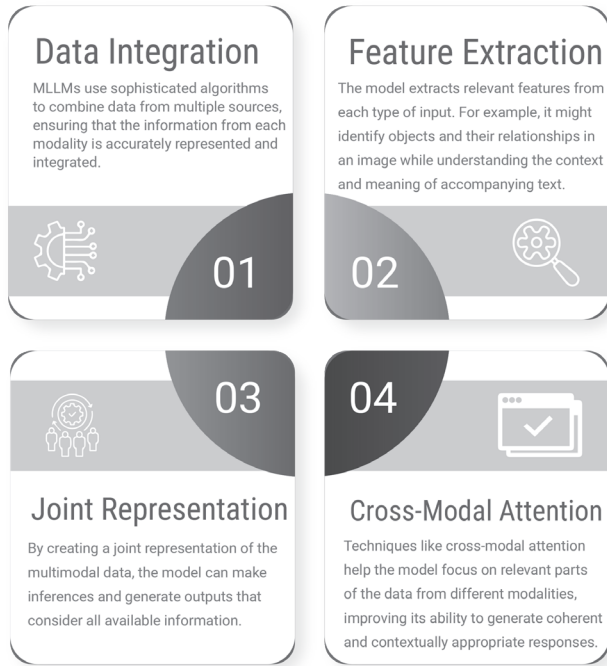 Data Integration
MLLMs use sophisticated algorithms
to combine data from multiple sources,
ensuring that the information from each
modality is accurately represented and
integrated.
01
Feature Extraction
The model extracts relevant features from
each type of input. For example, it might
identify objects and their relationships in
an image while understanding the context
and meaning of accompanying text.
02
03
Joint Representation
By creating a joint representation of the
multimodal data, the model can make
inferences and generate outputs that
consider all available information.
04
Cross-Modal Attention
Techniques like cross-modal attention
help the model focus on relevant parts
of the data from different modalities,
improving its ability to generate coherent
and contextually appropriate responses.